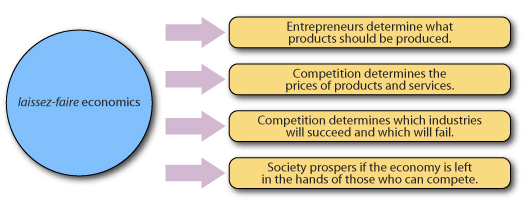 laissez-faire economics
Entrepreneurs determine what
products should be produced.
Competition determines the
prices of products and services.
Competition determines which industries
will succeed and which will fail.
Society prospers if the economy is left
in the hands of those who can compete.